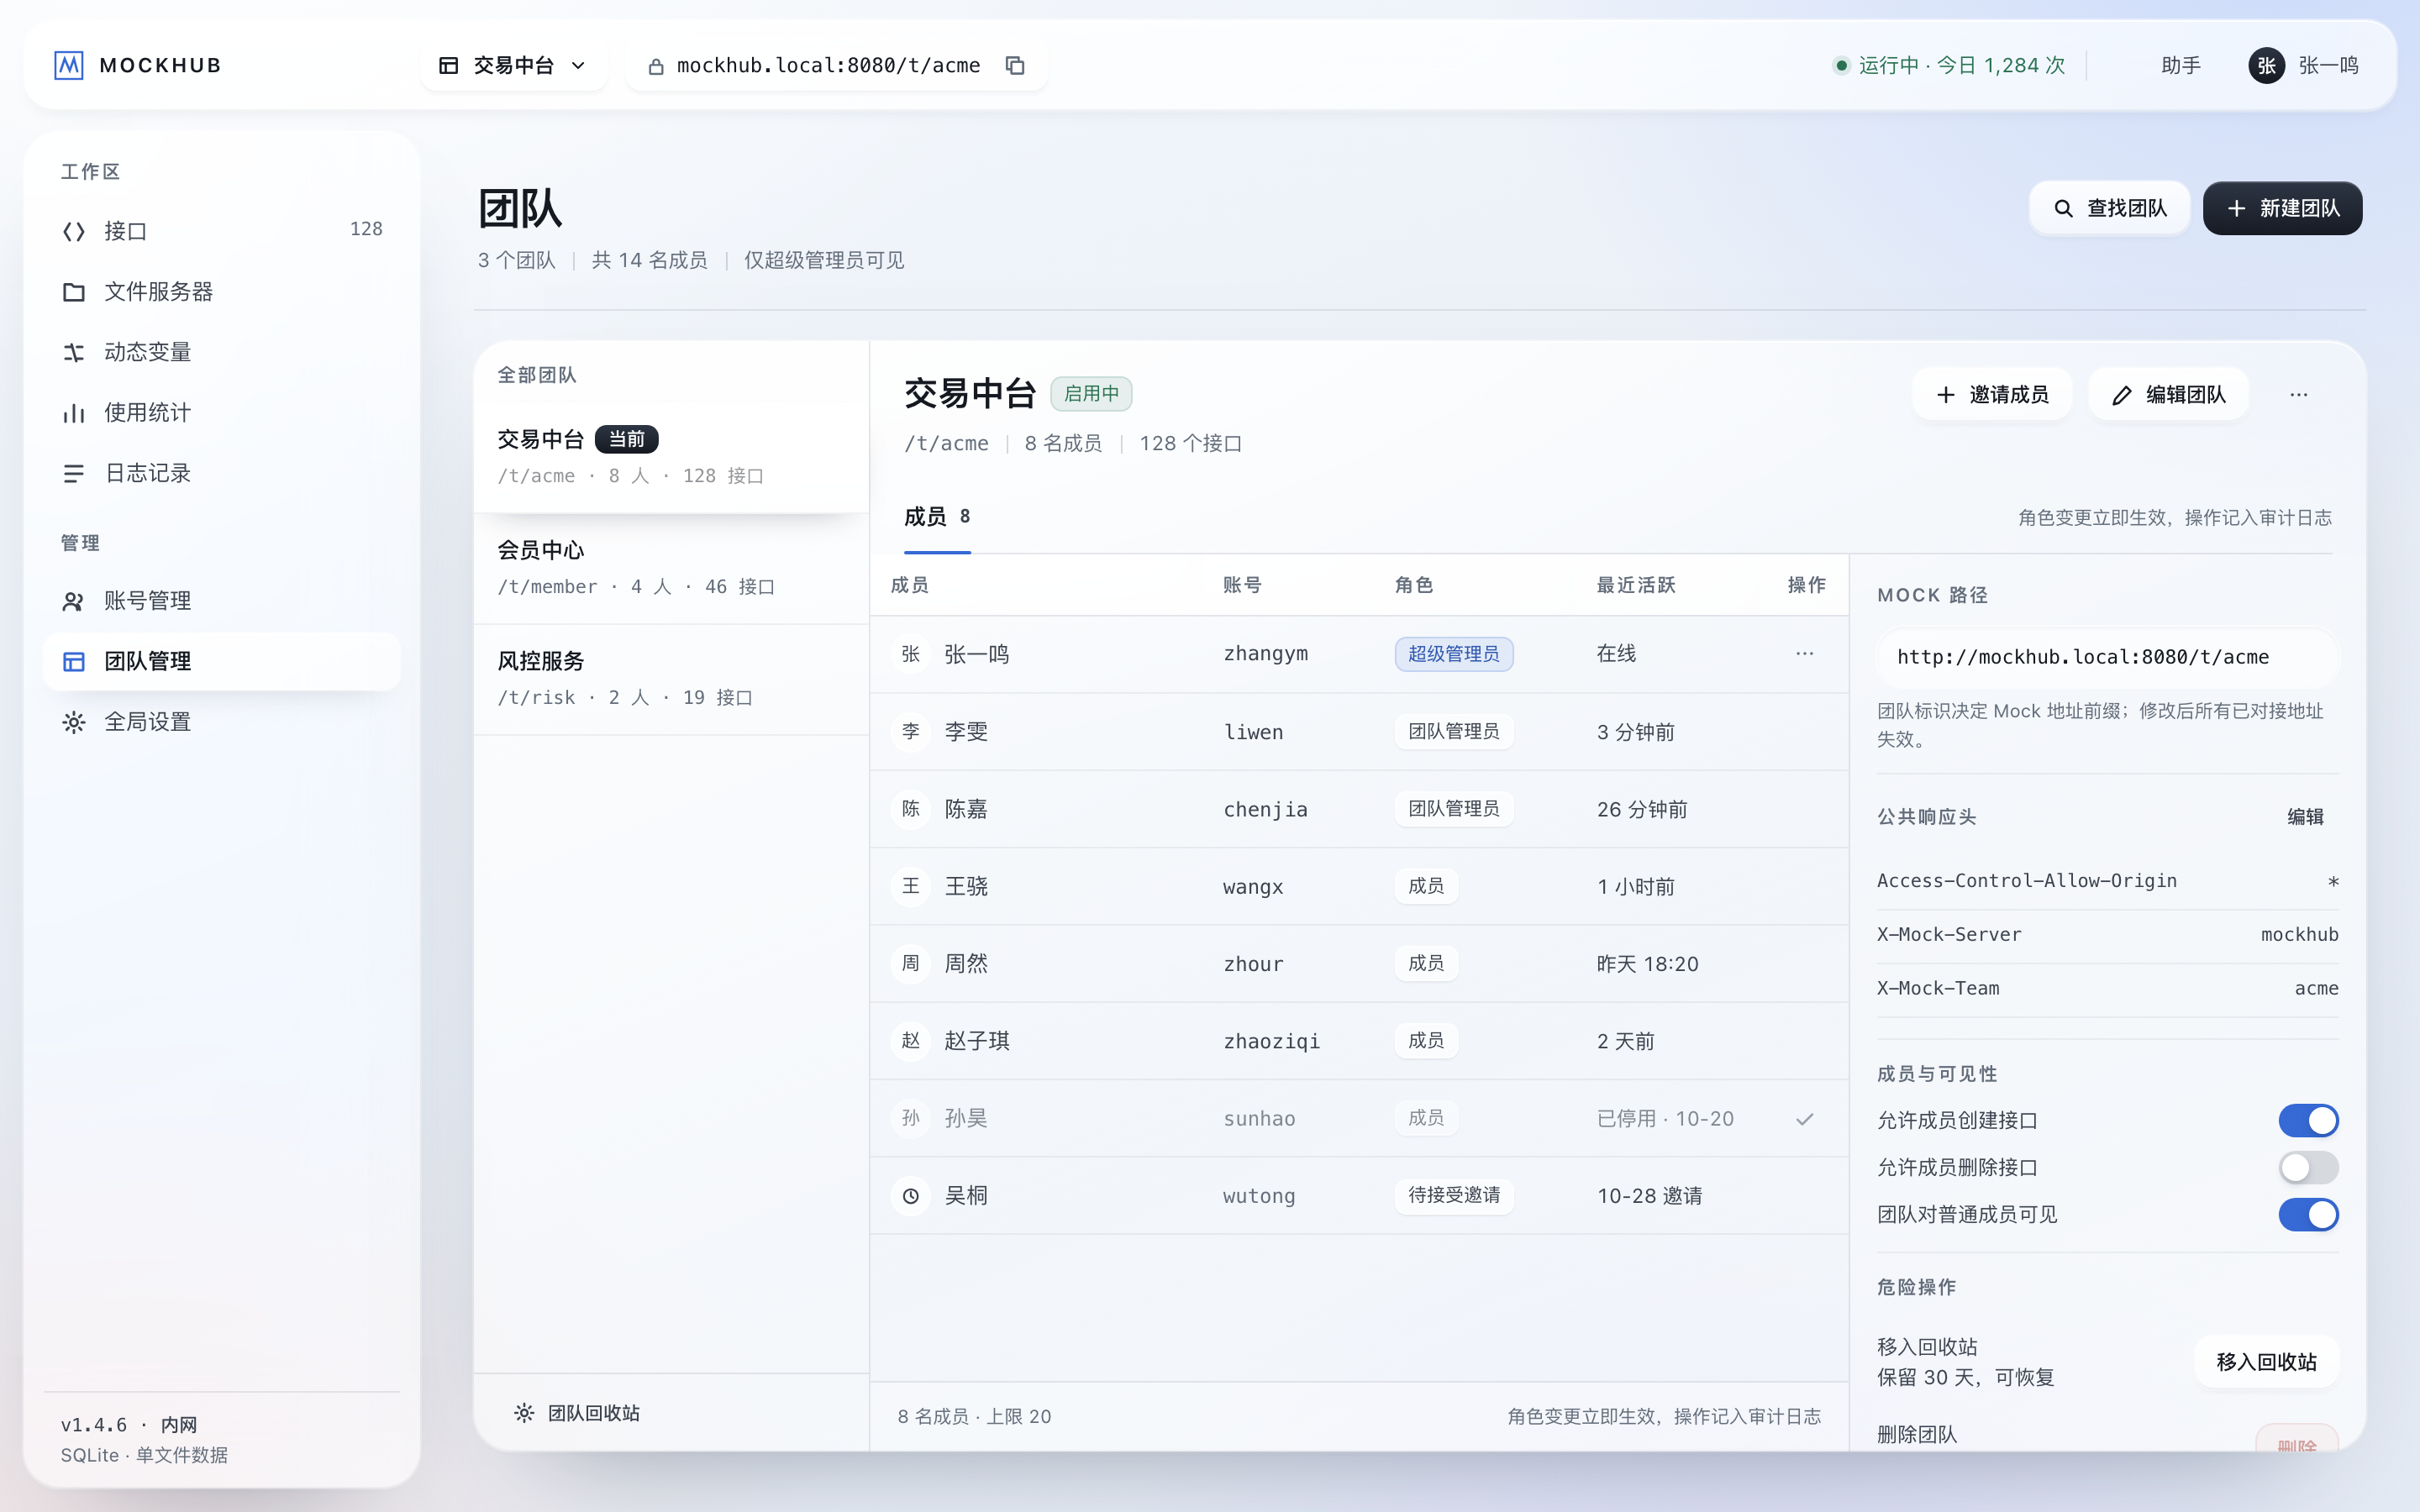 MOCKHUB
交易中台
mockhub.local:8080/t/acme
运行中 · 今日 1,284 次
助手
张 张一鸣
工作区
接口 128
文件服务器
动态变量
使用统计
日志记录
管理
账号管理
团队管理
全局设置
v1.4.6 · 内网
SQLite · 单文件数据
团队
3 个团队 | 共 14 名成员 | 仅超级管理员可见
查找团队
新建团队
全部团队
交易中台 当前
/t/acme · 8 人 · 128 接口
会员中心
/t/member · 4 人 · 46 接口
风控服务
/t/risk · 2 人 · 19 接口
团队回收站
交易中台 启用中
/t/acme | 8 名成员 | 128 个接口
邀请成员
编辑团队
···
成员 8
角色变更立即生效，操作记入审计日志
成员 账号 角色 最近活跃 操作
张 张一鸣 zhangym 超级管理员 在线 ···
李 李雯 liwen 团队管理员 3 分钟前
陈 陈嘉 chenjia 团队管理员 26 分钟前
王 王骁 wangx 成员 1 小时前
周 周然 zhour 成员 昨天 18:20
赵 赵子琪 zhaoziqi 成员 2 天前
孙 孙昊 sunhao 成员 已停用 · 10-20
吴桐 wutong 待接受邀请 10-28 邀请
8 名成员 · 上限 20
角色变更立即生效，操作记入审计日志
MOCK 路径
http://mockhub.local:8080/t/acme
团队标识决定 Mock 地址前缀；修改后所有已对接地址
失效。
公共响应头 编辑
Access-Control-Allow-Origin *
X-Mock-Server mockhub
X-Mock-Team acme
成员与可见性
允许成员创建接口
允许成员删除接口
团队对普通成员可见
危险操作
移入回收站
保留 30 天，可恢复
移入回收站
删除团队
删除